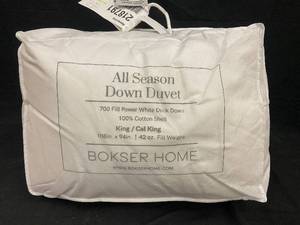 218791
All Season
Down Duvet
700 Fill Power White Duck Down
100% Cotton Shell
King / Cal King
94in | 42 oz. Fill Weight
BOKSER HOME
WWW.BOKSERHOME.COM